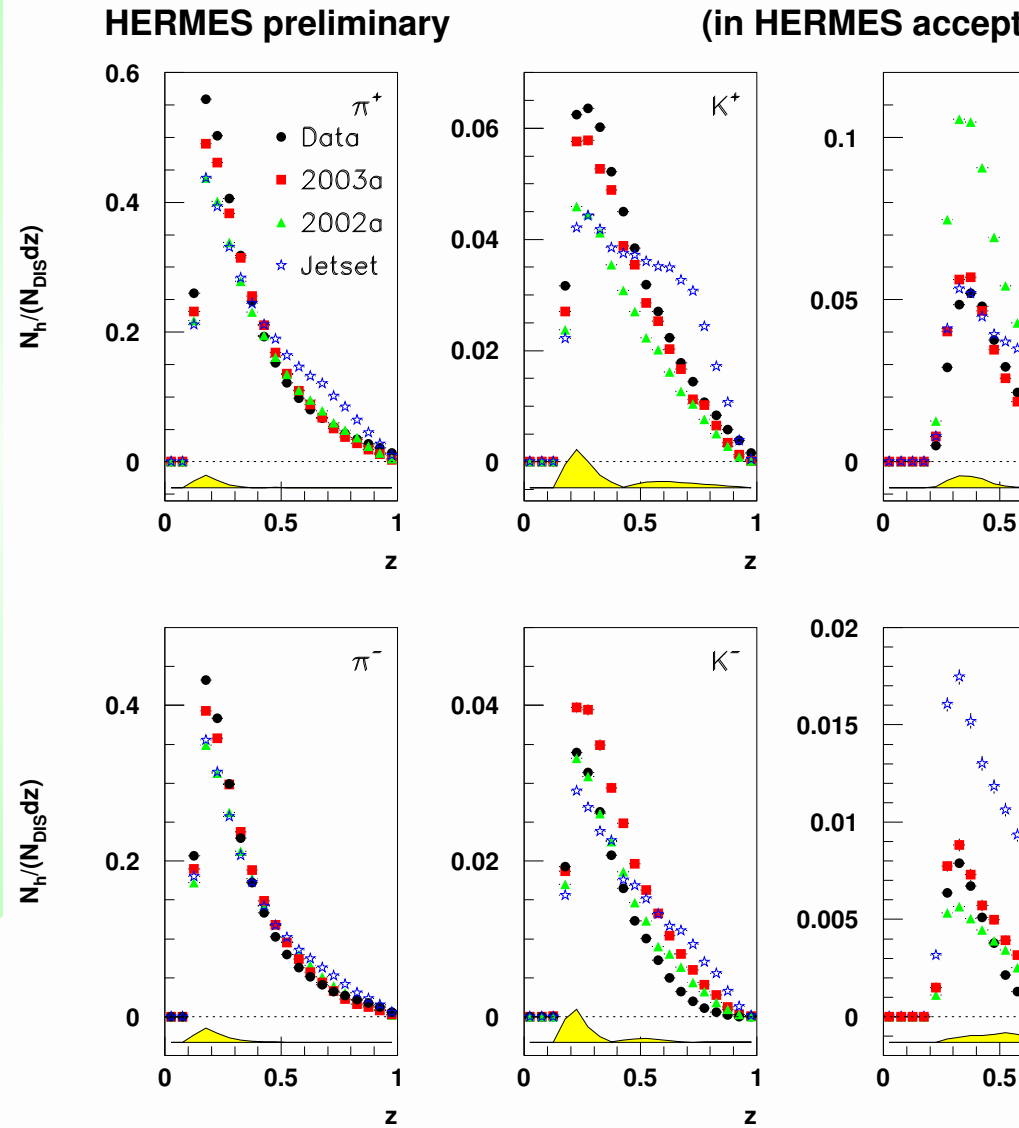 HERMES preliminary (in HERMES accept
π⁺
Data
2003a
2002a
Jetset
0.6
0.4
0.2
0
N_h/(N_DIS dz)
0 0.5 1
z
K⁺
0.06
0.04
0.02
0
0 0.5 1
z
0.1
0.05
0
0 0.5
π⁻
0.4
0.2
0
N_h/(N_DIS dz)
0 0.5 1
z
K⁻
0.04
0.02
0
0 0.5 1
z
0.02
0.015
0.01
0.005
0
0 0.5